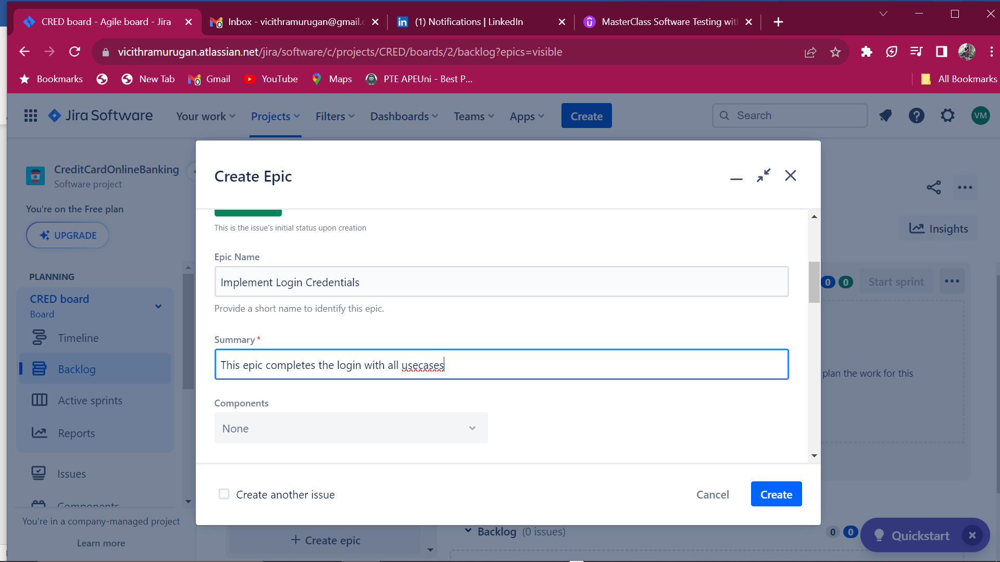 CRED board - Agile board - Jira
Inbox - vicithramurugan@gmail.c
(1) Notifications | LinkedIn
MasterClass Software Testing wit
vicithramurugan.atlassian.net/jira/software/c/projects/CRED/boards/2/backlog?epics=visible
Bookmarks
New Tab
Gmail
YouTube
Maps
PTE APEUni - Best P...
All Bookmarks
Jira Software
Your work
Projects
Filters
Dashboards
Teams
Apps
Create
Search
VM
CreditCardOnlineBanking
Software project
You're on the Free plan
UPGRADE
PLANNING
CRED board
Board
Timeline
Backlog
Active sprints
Reports
Issues
Components
You're in a company-managed project
Learn more
Create Epic
This is the issue's initial status upon creation
Epic Name
Implement Login Credentials
Provide a short name to identify this epic.
Summary *
This epic completes the login with all usecases
Components
None
Create another issue
Cancel
Create
Insights
0 0 Start sprint
plan the work for this
+ Create epic
Backlog (0 issues)
0 0
Quickstart